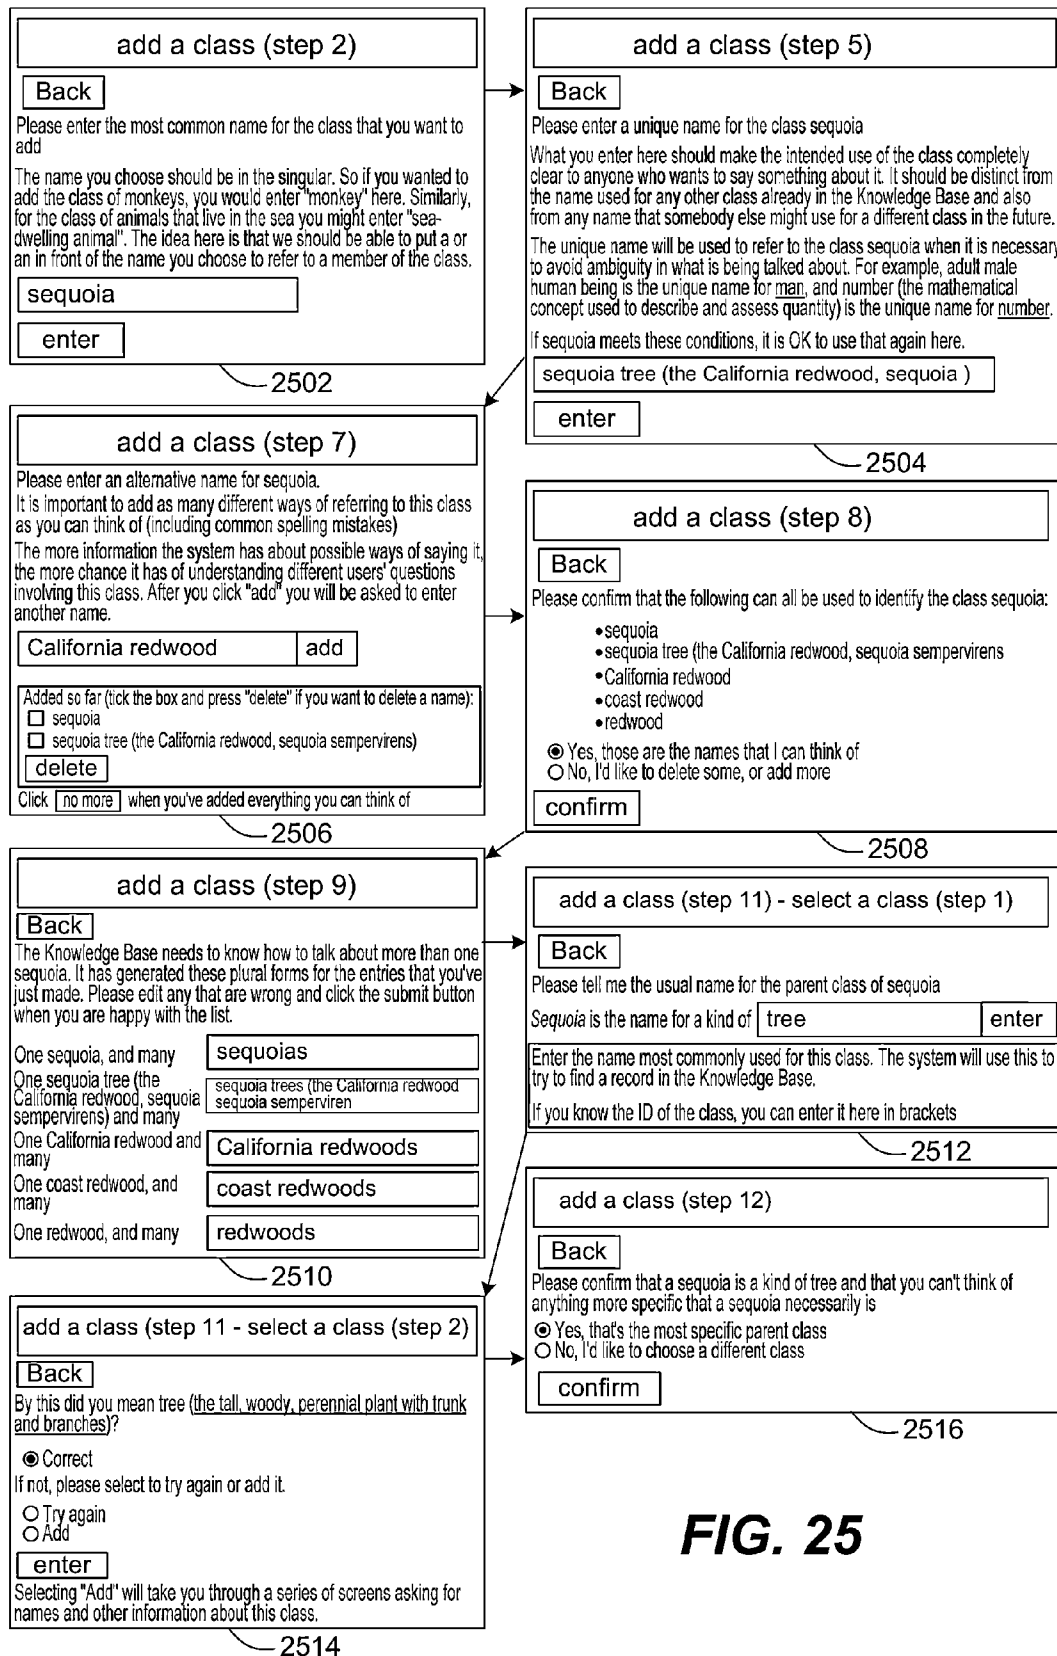 add a class (step 2)
Back
Please enter the most common name for the class that you want to
add
The name you choose should be in the singular. So if you wanted to
add the class of monkeys, you would enter "monkey" here. Similarly,
for the class of animals that live in the sea you might enter "sea-
dwelling animal". The idea here is that we should be able to put a or
an in front of the name you choose to refer to a member of the class.
sequoia
enter
2502
add a class (step 5)
Back
Please enter a unique name for the class sequoia
What you enter here should make the intended use of the class completely
clear to anyone who wants to say something about it. It should be distinct from
the name used for any other class already in the Knowledge Base and also
from any name that somebody else might use for a different class in the future.
The unique name will be used to refer to the class sequoia when it is necessary
to avoid ambiguity in what is being talked about. For example, adult male
human being is the unique name for man, and number (the mathematical
concept used to describe and assess quantity) is the unique name for number.
If sequoia meets these conditions, it is OK to use that again here.
sequoia tree (the California redwood, sequoia )
enter
2504
add a class (step 7)
Please enter an alternative name for sequoia.
It is important to add as many different ways of referring to this class
as you can think of (including common spelling mistakes)
The more information the system has about possible ways of saying it,
the more chance it has of understanding different users' questions
involving this class. After you click "add" you will be asked to enter
another name.
California redwood add
Added so far (tick the box and press "delete" if you want to delete a name):
sequoia
sequoia tree (the California redwood, sequoia sempervirens)
delete
Click no more when you've added everything you can think of
2506
add a class (step 8)
Back
Please confirm that the following can all be used to identify the class sequoia:
•sequoia
•sequoia tree (the California redwood, sequoia sempervirens
•California redwood
•coast redwood
•redwood
Yes, those are the names that I can think of
No, I'd like to delete some, or add more
confirm
2508
add a class (step 9)
Back
The Knowledge Base needs to know how to talk about more than one
sequoia. It has generated these plural forms for the entries that you've
just made. Please edit any that are wrong and click the submit button
when you are happy with the list.
One sequoia, and many sequoias
One sequoia tree (the
California redwood, sequoia
sempervirens) and many
sequoia trees (the California redwood
sequoia semperviren
One California redwood and
many
California redwoods
One coast redwood, and
many
coast redwoods
One redwood, and many redwoods
2510
add a class (step 11) - select a class (step 1)
Back
Please tell me the usual name for the parent class of sequoia
Sequoia is the name for a kind of tree enter
Enter the name most commonly used for this class. The system will use this to
try to find a record in the Knowledge Base.
If you know the ID of the class, you can enter it here in brackets
2512
add a class (step 11 - select a class (step 2)
Back
By this did you mean tree (the tall, woody, perennial plant with trunk
and branches)?
Correct
If not, please select to try again or add it.
Try again
Add
enter
Selecting "Add" will take you through a series of screens asking for
names and other information about this class.
2514
add a class (step 12)
Back
Please confirm that a sequoia is a kind of tree and that you can't think of
anything more specific that a sequoia necessarily is
Yes, that's the most specific parent class
No, I'd like to choose a different class
confirm
2516
FIG. 25